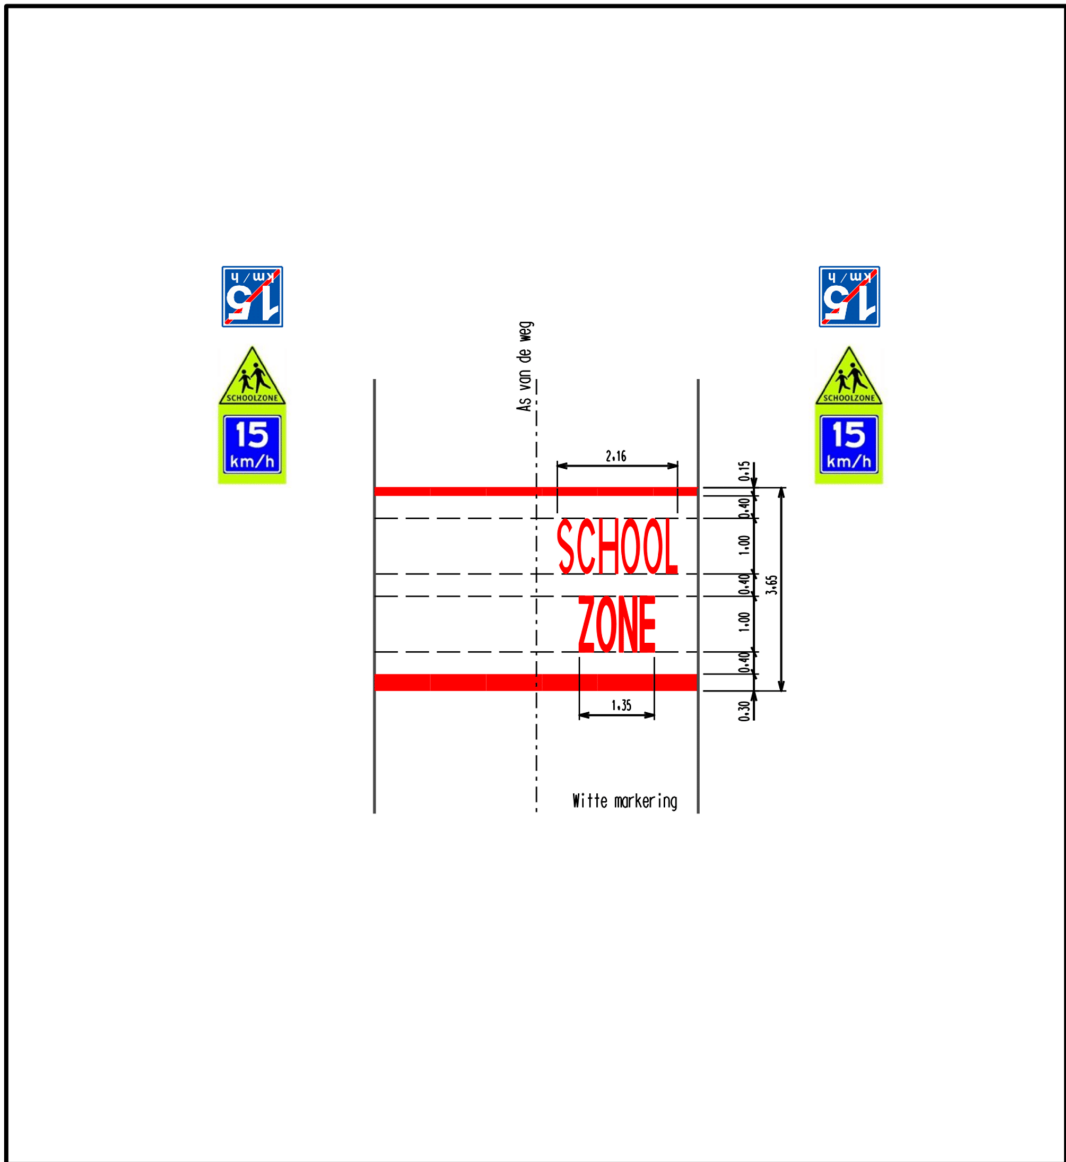 15
km/h
15
km/h
SCHOOLZONE
15
km/h
SCHOOLZONE
15
km/h
As van de weg
2,16
0,15
SCHOOL
0,40
1,00
0,40
3,65
ZONE
1,00
0,40
0,30
1,35
Witte markering